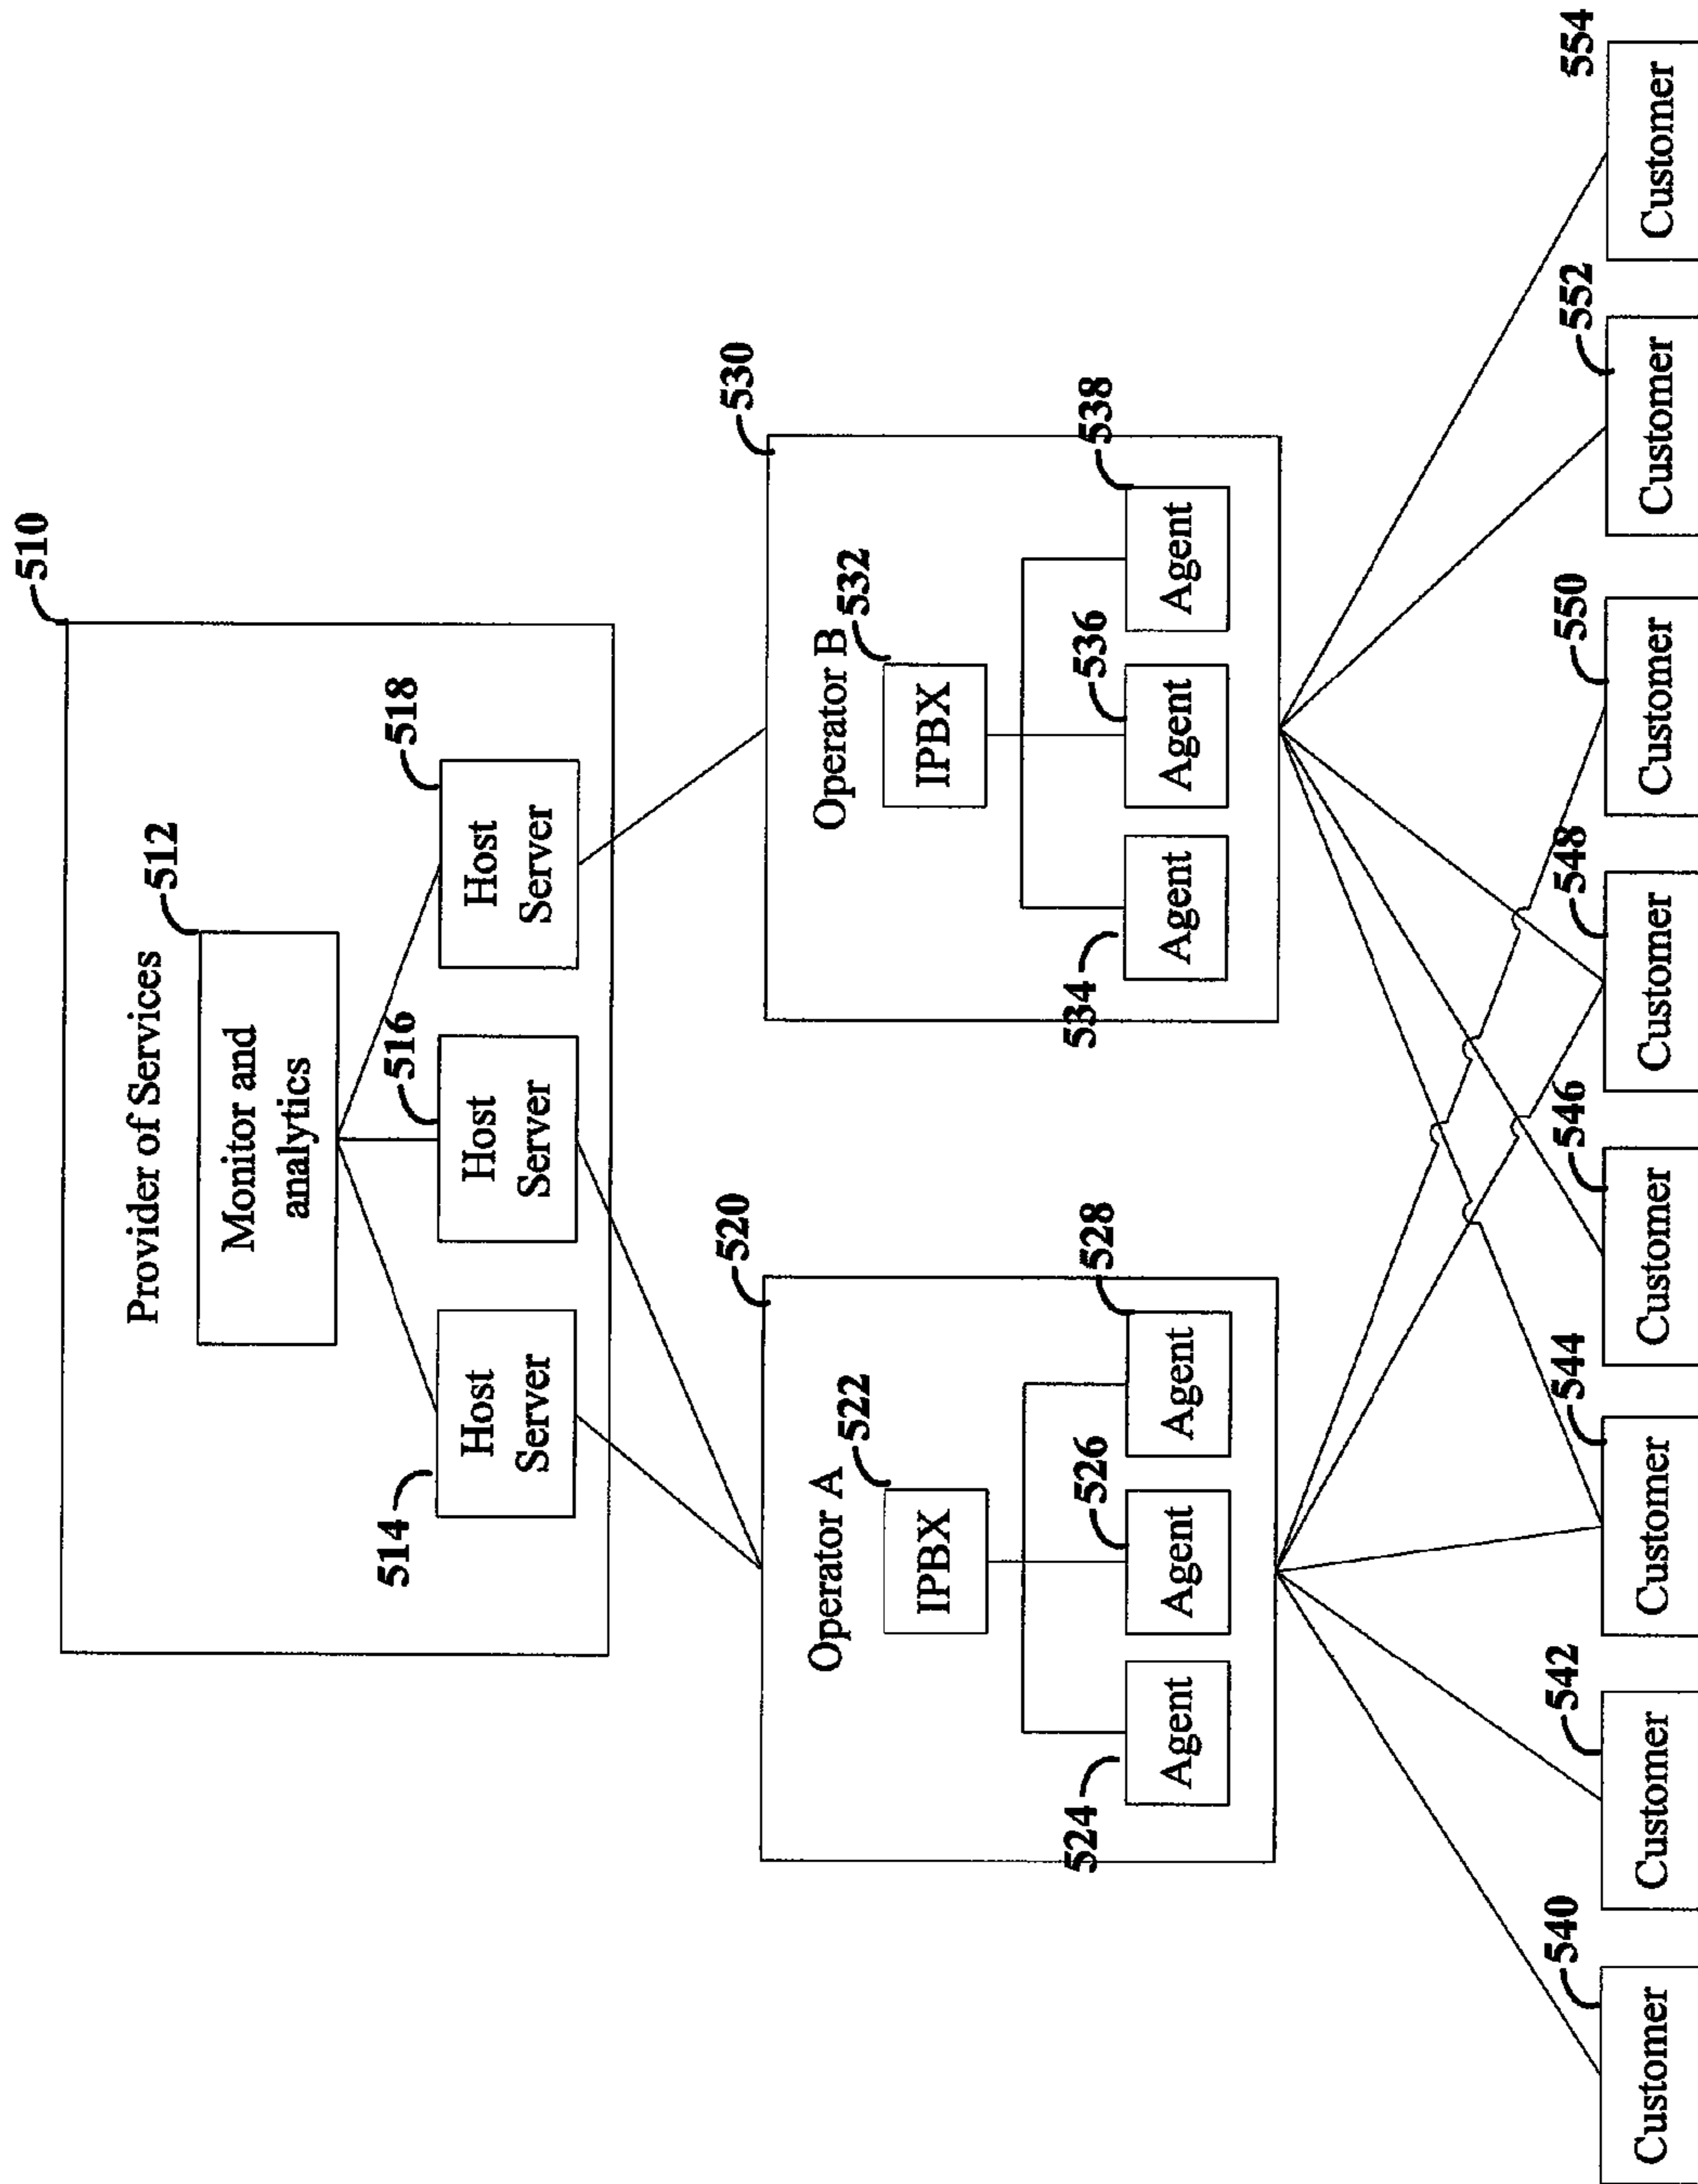 510
Provider of Services
512
Monitor and
analytics
514
Host
Server
516
Host
Server
518
Host
Server
520
Operator A
522
IPBX
524
Agent
526
Agent
528
Agent
530
Operator B
532
IPBX
534
Agent
536
Agent
538
Agent
540
Customer
542
Customer
544
Customer
546
Customer
548
Customer
550
Customer
552
Customer
554
Customer